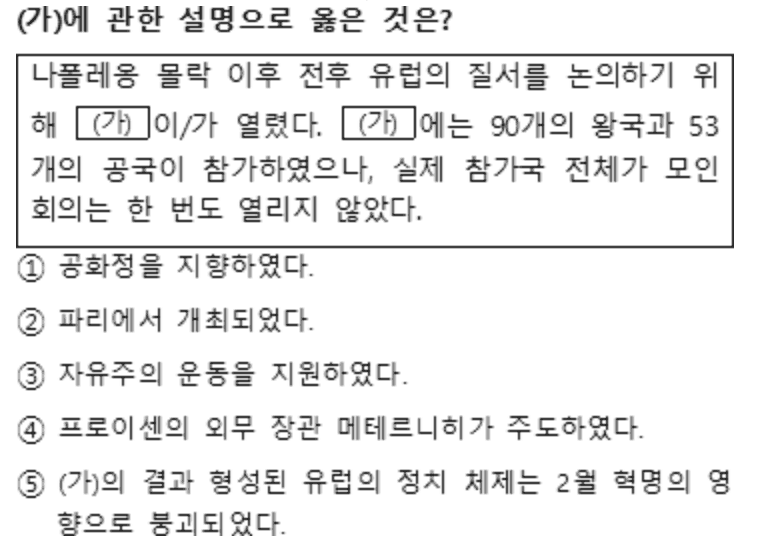 (가)에 관한 설명으로 옳은 것은?
나폴레옹 몰락 이후 전후 유럽의 질서를 논의하기 위
해 (가) 이/가 열렸다. (가) 에는 90개의 왕국과 53
개의 공국이 참가하였으나, 실제 참가국 전체가 모인
회의는 한 번도 열리지 않았다.
① 공화정을 지향하였다.
② 파리에서 개최되었다.
③ 자유주의 운동을 지원하였다.
④ 프로이센의 외무 장관 메테르니히가 주도하였다.
⑤ (가)의 결과 형성된 유럽의 정치 체제는 2월 혁명의 영
향으로 붕괴되었다.